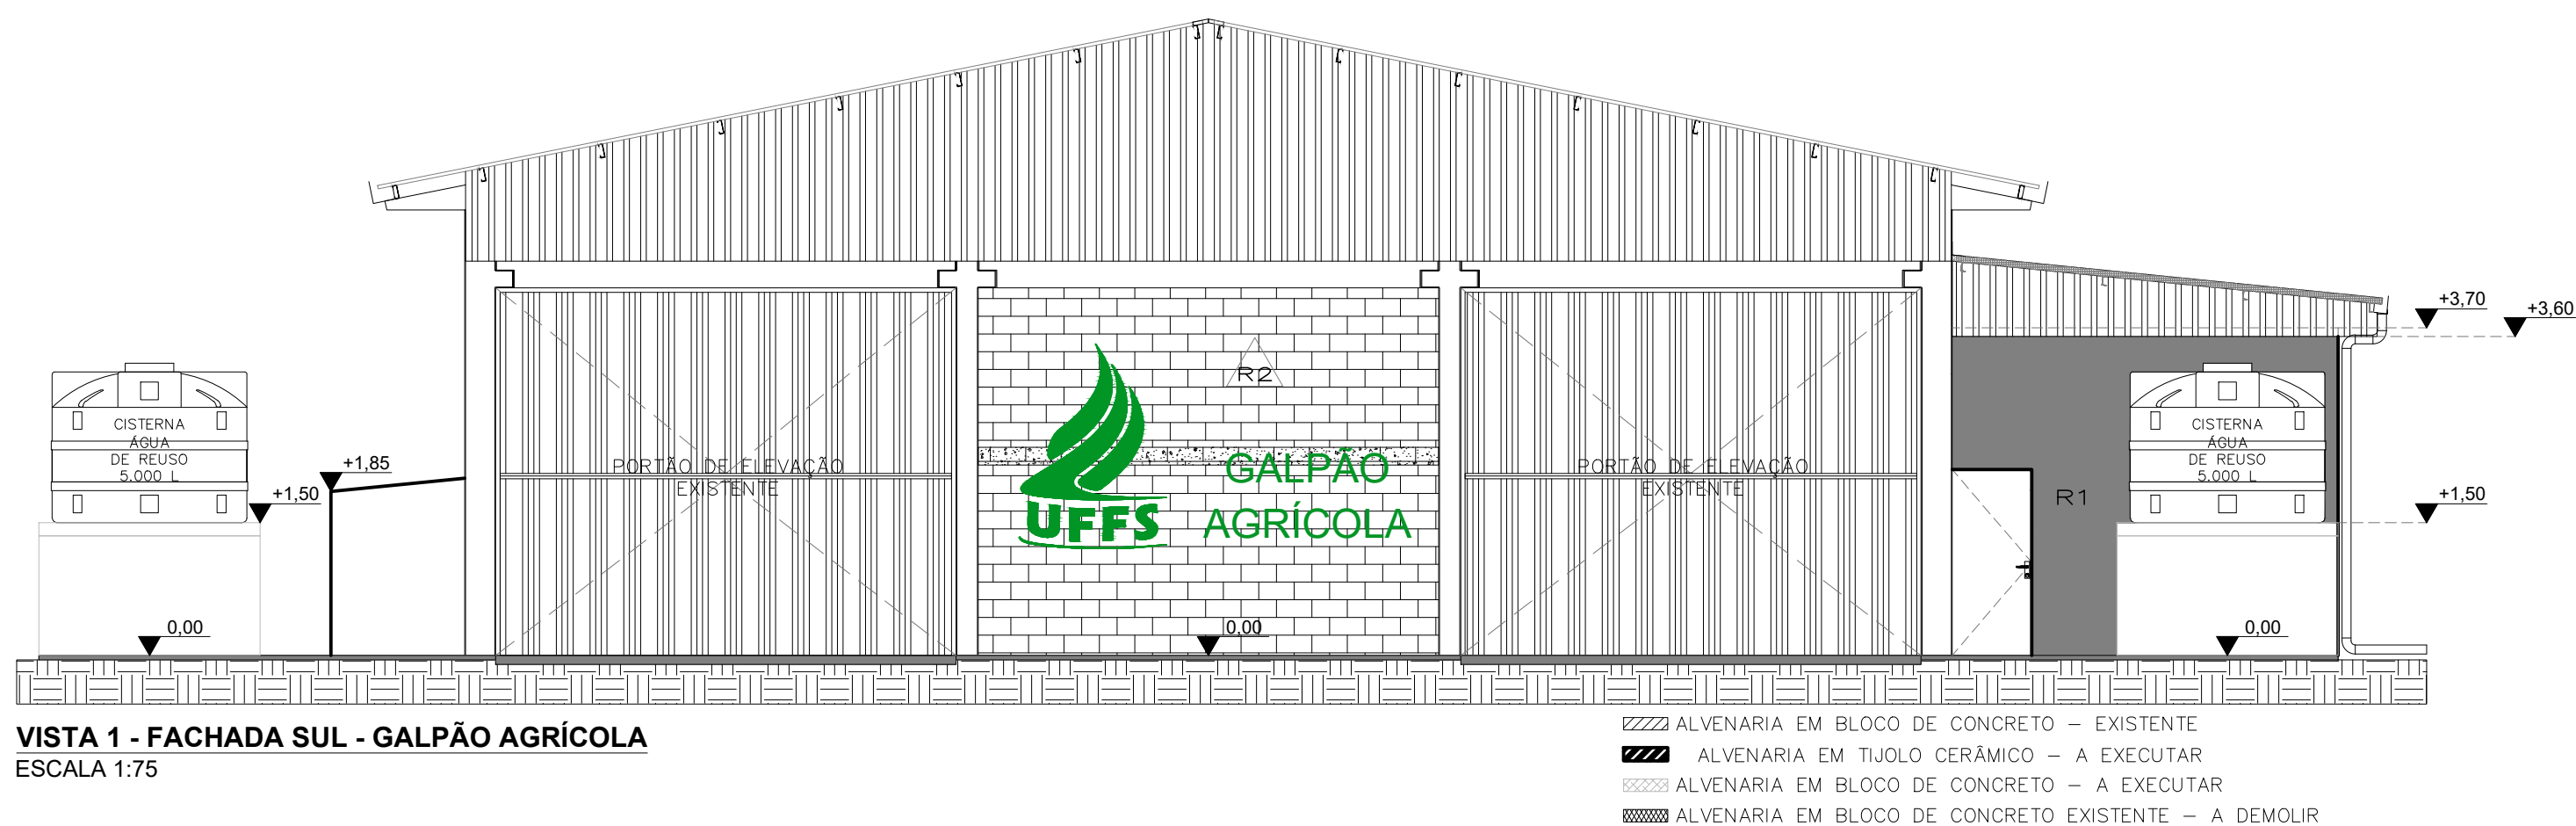 +3,70
+3,60
R2
CISTERNA
ÁGUA
DE REUSO
5.000 L
+1,85
+1,50
PORTÃO DE ELEVAÇÃO
EXISTENTE
UFFS
GALPÃO
AGRÍCOLA
PORTÃO DE ELEVAÇÃO
EXISTENTE
R1
CISTERNA
ÁGUA
DE REUSO
5.000 L
+1,50
0,00
0,00
0,00
VISTA 1 - FACHADA SUL - GALPÃO AGRÍCOLA
ESCALA 1:75
ALVENARIA EM BLOCO DE CONCRETO – EXISTENTE
ALVENARIA EM TIJOLO CERÂMICO – A EXECUTAR
ALVENARIA EM BLOCO DE CONCRETO – A EXECUTAR
ALVENARIA EM BLOCO DE CONCRETO EXISTENTE – A DEMOLIR